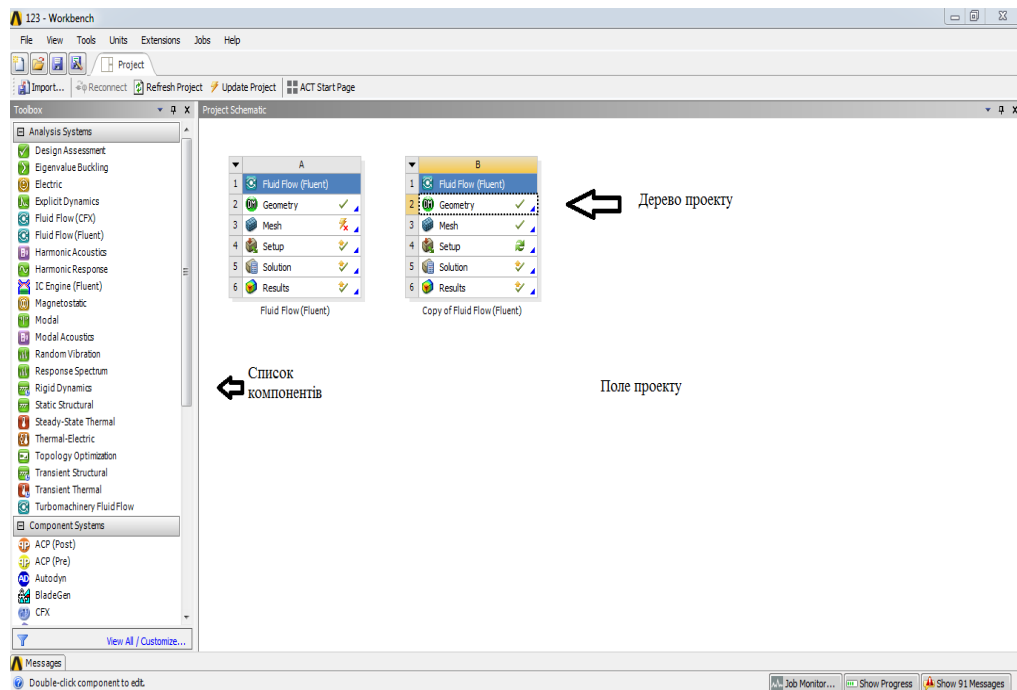 123 - Workbench
File View Tools Units Extensions Jobs Help
Project
Import... Reconnect Refresh Project Update Project ACT Start Page
Toolbox
Project Schematic
Analysis Systems
Design Assessment
Eigenvalue Buckling
Electric
Explicit Dynamics
Fluid Flow (CFX)
Fluid Flow (Fluent)
Harmonic Acoustics
Harmonic Response
IC Engine (Fluent)
Magnetostatic
Modal
Modal Acoustics
Random Vibration
Response Spectrum
Rigid Dynamics
Static Structural
Steady-State Thermal
Thermal-Electric
Topology Optimization
Transient Structural
Transient Thermal
Turbomachinery Fluid Flow
Component Systems
ACP (Post)
ACP (Pre)
Autodyn
BladeGen
CFX
View All / Customize...
A
1 Fluid Flow (Fluent)
2 Geometry
3 Mesh
4 Setup
5 Solution
6 Results
Fluid Flow (Fluent)
B
1 Fluid Flow (Fluent)
2 Geometry
3 Mesh
4 Setup
5 Solution
6 Results
Copy of Fluid Flow (Fluent)
Дерево проекту
Список
компонентів
Поле проекту
Messages
Double-click component to edit.
Job Monitor... Show Progress Show 91 Messages